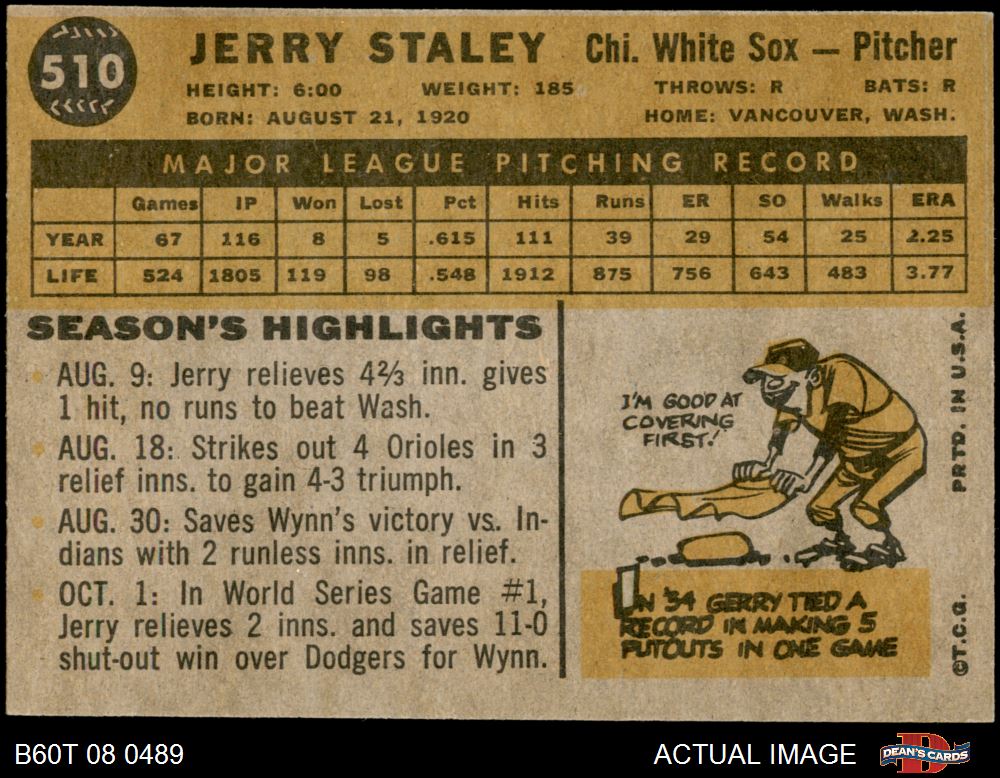 510
JERRY STALEY Chi. White Sox — Pitcher
HEIGHT: 6:00 WEIGHT: 185 THROWS: R BATS: R
BORN: AUGUST 21, 1920 HOME: VANCOUVER, WASH.
MAJOR LEAGUE PITCHING RECORD
Games IP Won Lost Pct Hits Runs ER SO Walks ERA
YEAR 67 116 8 5 .615 111 39 29 54 25 2.25
LIFE 524 1805 119 98 .548 1912 875 756 643 483 3.77
SEASON'S HIGHLIGHTS
AUG. 9: Jerry relieves 4⅔ inn. gives
1 hit, no runs to beat Wash.
AUG. 18: Strikes out 4 Orioles in 3
relief inns. to gain 4-3 triumph.
AUG. 30: Saves Wynn's victory vs. In-
dians with 2 runless inns. in relief.
OCT. 1: In World Series Game #1,
Jerry relieves 2 inns. and saves 11-0
shut-out win over Dodgers for Wynn.
I'M GOOD AT
COVERING
FIRST!
IN '54 GERRY TIED A
RECORD IN MAKING 5
PUTOUTS IN ONE GAME
PRTD. IN U.S.A.
©T.C.G.
B60T 08 0489 ACTUAL IMAGE
DEAN'S CARDS